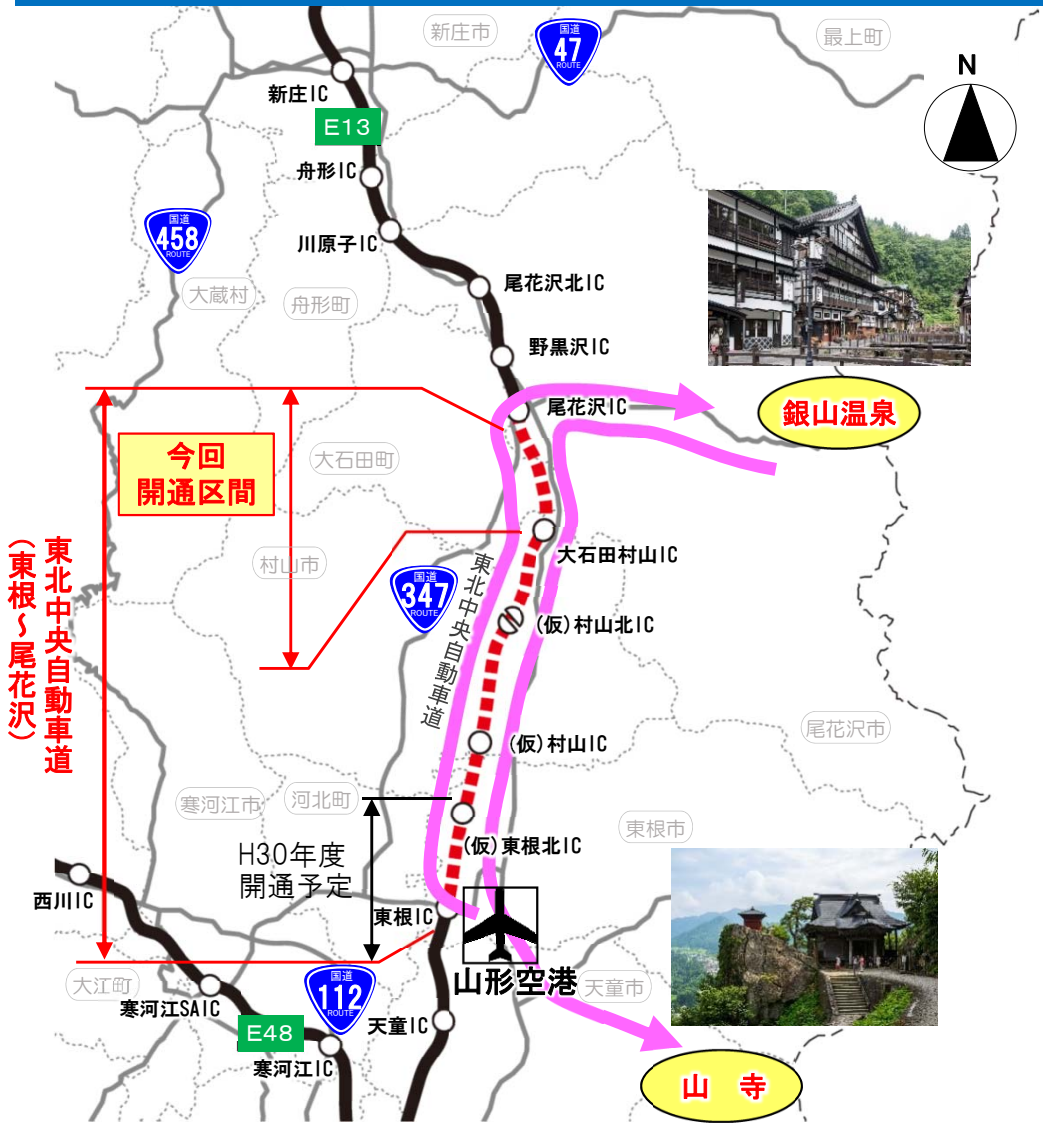 新庄市
国道
47
ROUTE
最上町
N
新庄IC
E13
舟形IC
国道
458
ROUTE
川原子IC
大蔵村
舟形町
尾花沢北IC
野黒沢IC
尾花沢IC
銀山温泉
今回
開通区間
大石田町
大石田村山IC
村山市
国道
347
ROUTE
東北中央自動車道
(仮)村山北IC
東北中央自動車道
(東根~尾花沢)
尾花沢市
(仮)村山IC
寒河江市
河北町
東根市
(仮)東根北IC
H30年度
開通予定
西川IC
東根IC
山形空港
大江町
寒河江SAIC
国道
112
ROUTE
天童市
天童IC
E48
寒河江IC
山 寺